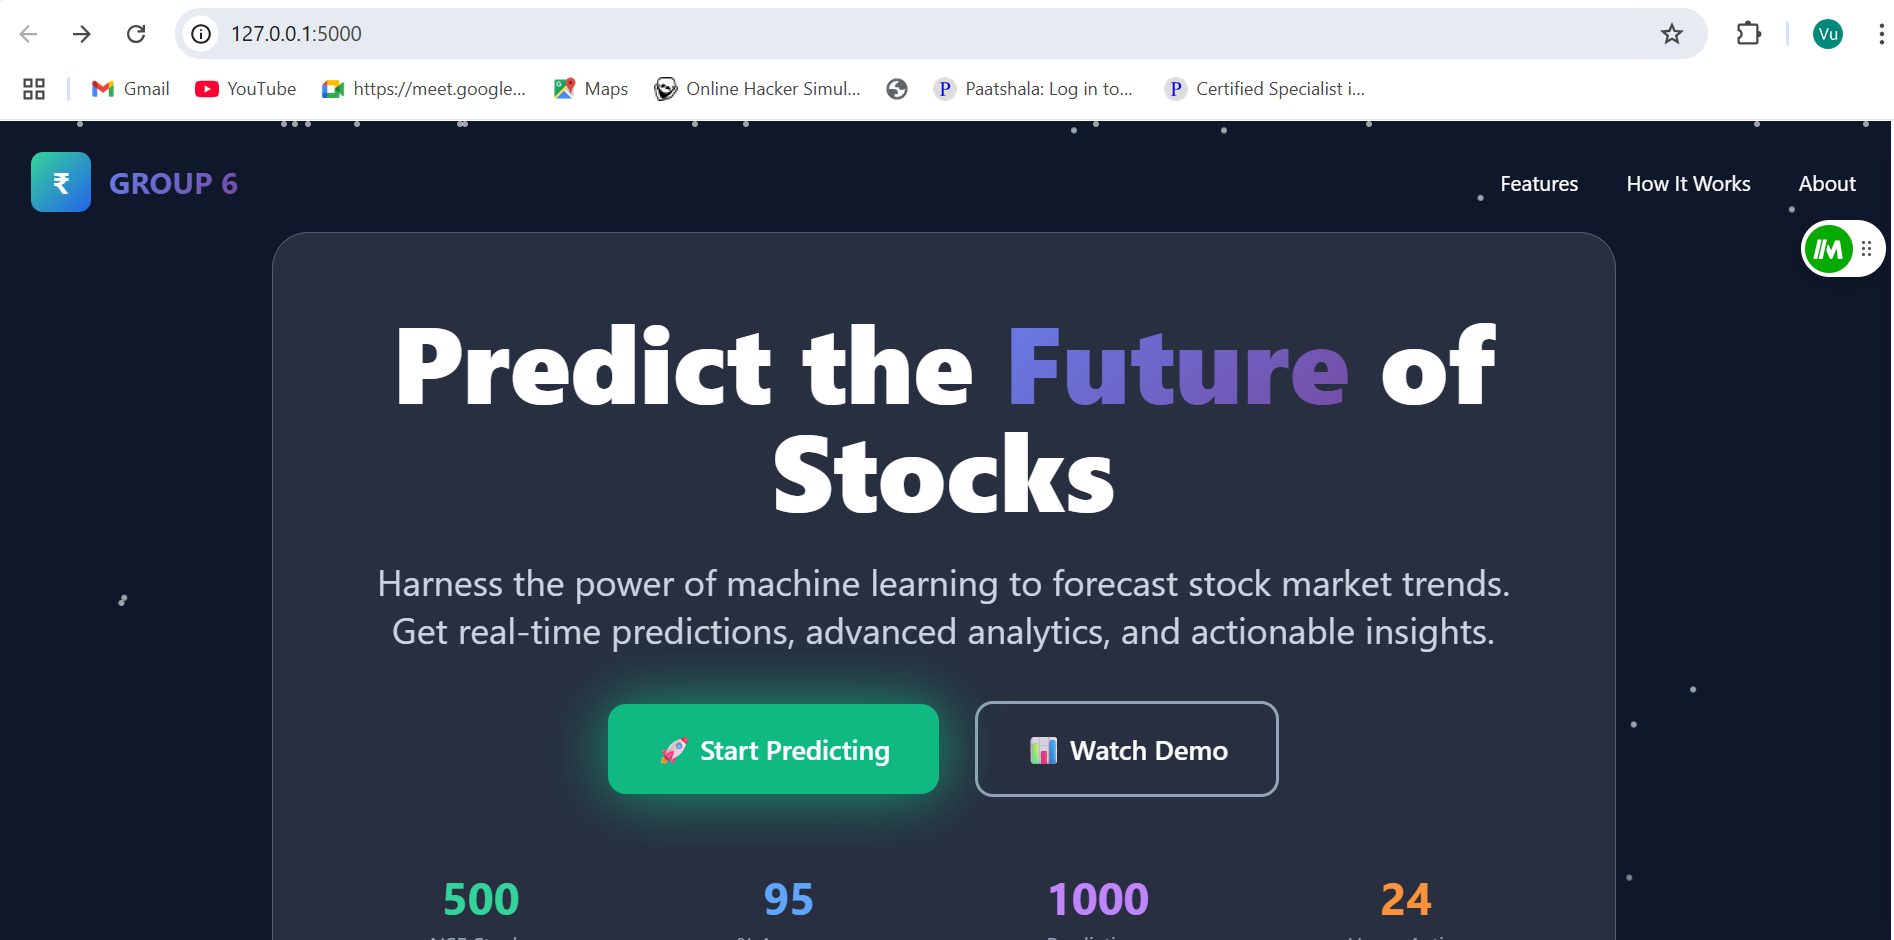 127.0.0.1:5000
Vu
Gmail
YouTube
https://meet.google...
Maps
Online Hacker Simul...
P
Paatshala: Log in to...
P
Certified Specialist i...
₹
GROUP 6
Features
How It Works
About
Predict the Future of
Stocks
Harness the power of machine learning to forecast stock market trends.
Get real-time predictions, advanced analytics, and actionable insights.
🚀 Start Predicting
📊 Watch Demo
500
95
1000
24